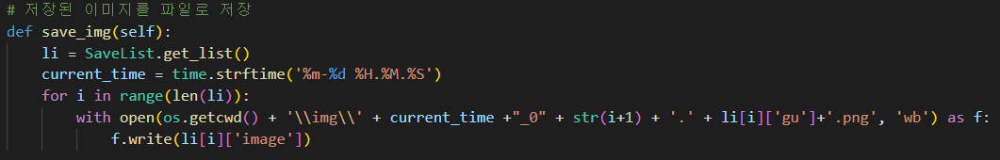 # 저장된 이미지를 파일로 저장
def save_img(self):
    li = SaveList.get_list()
    current_time = time.strftime('%m-%d %H.%M.%S')
    for i in range(len(li)):
        with open(os.getcwd() + '\\img\\' + current_time +"_0" + str(i+1) + '.' + li[i]['gu']+'.png', 'wb') as f:
            f.write(li[i]['image'])